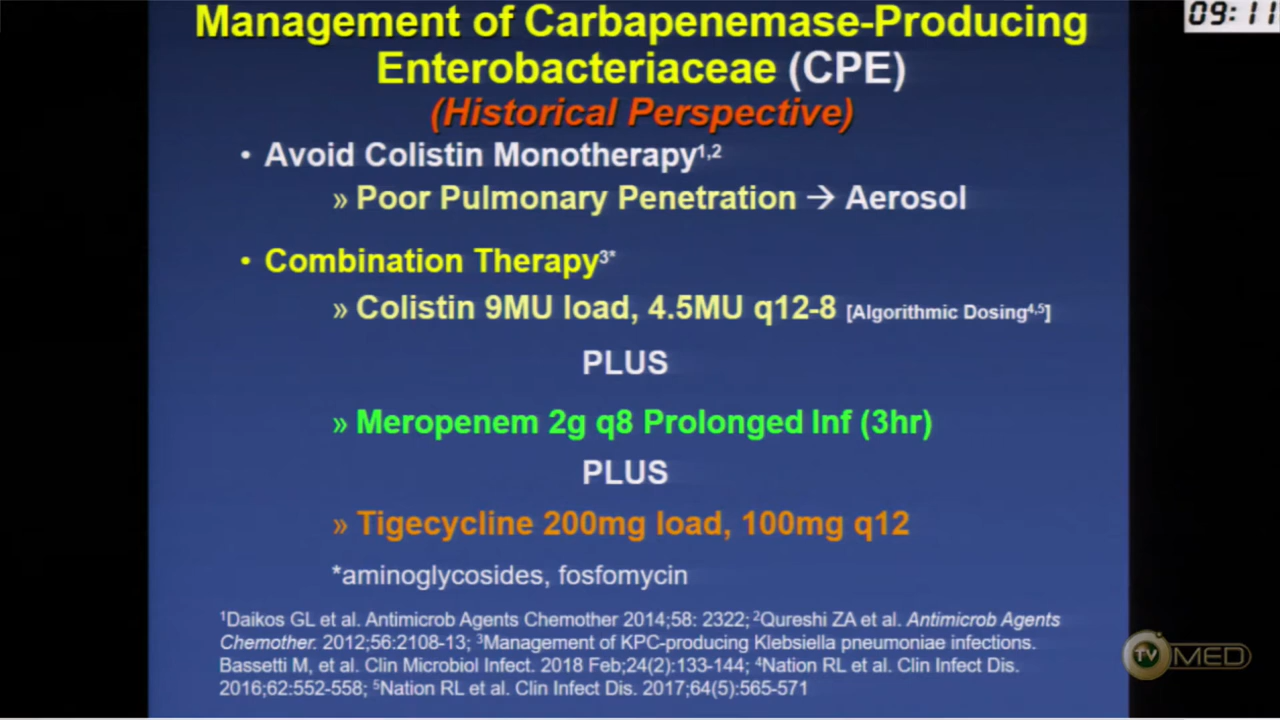 09:11
Management of Carbapenemase-Producing
Enterobacteriaceae (CPE)
(Historical Perspective)
• Avoid Colistin Monotherapy¹,²
» Poor Pulmonary Penetration → Aerosol
• Combination Therapy³*
» Colistin 9MU load, 4.5MU q12-8 [Algorithmic Dosing⁴,⁵]
PLUS
» Meropenem 2g q8 Prolonged Inf (3hr)
PLUS
» Tigecycline 200mg load, 100mg q12
*aminoglycosides, fosfomycin
¹Daikos GL et al. Antimicrob Agents Chemother 2014;58: 2322; ²Qureshi ZA et al. Antimicrob Agents
Chemother. 2012;56:2108-13; ³Management of KPC-producing Klebsiella pneumoniae infections.
Bassetti M, et al. Clin Microbiol Infect. 2018 Feb;24(2):133-144; ⁴Nation RL et al. Clin Infect Dis.
2016;62:552-558; ⁵Nation RL et al. Clin Infect Dis. 2017;64(5):565-571
TV MED